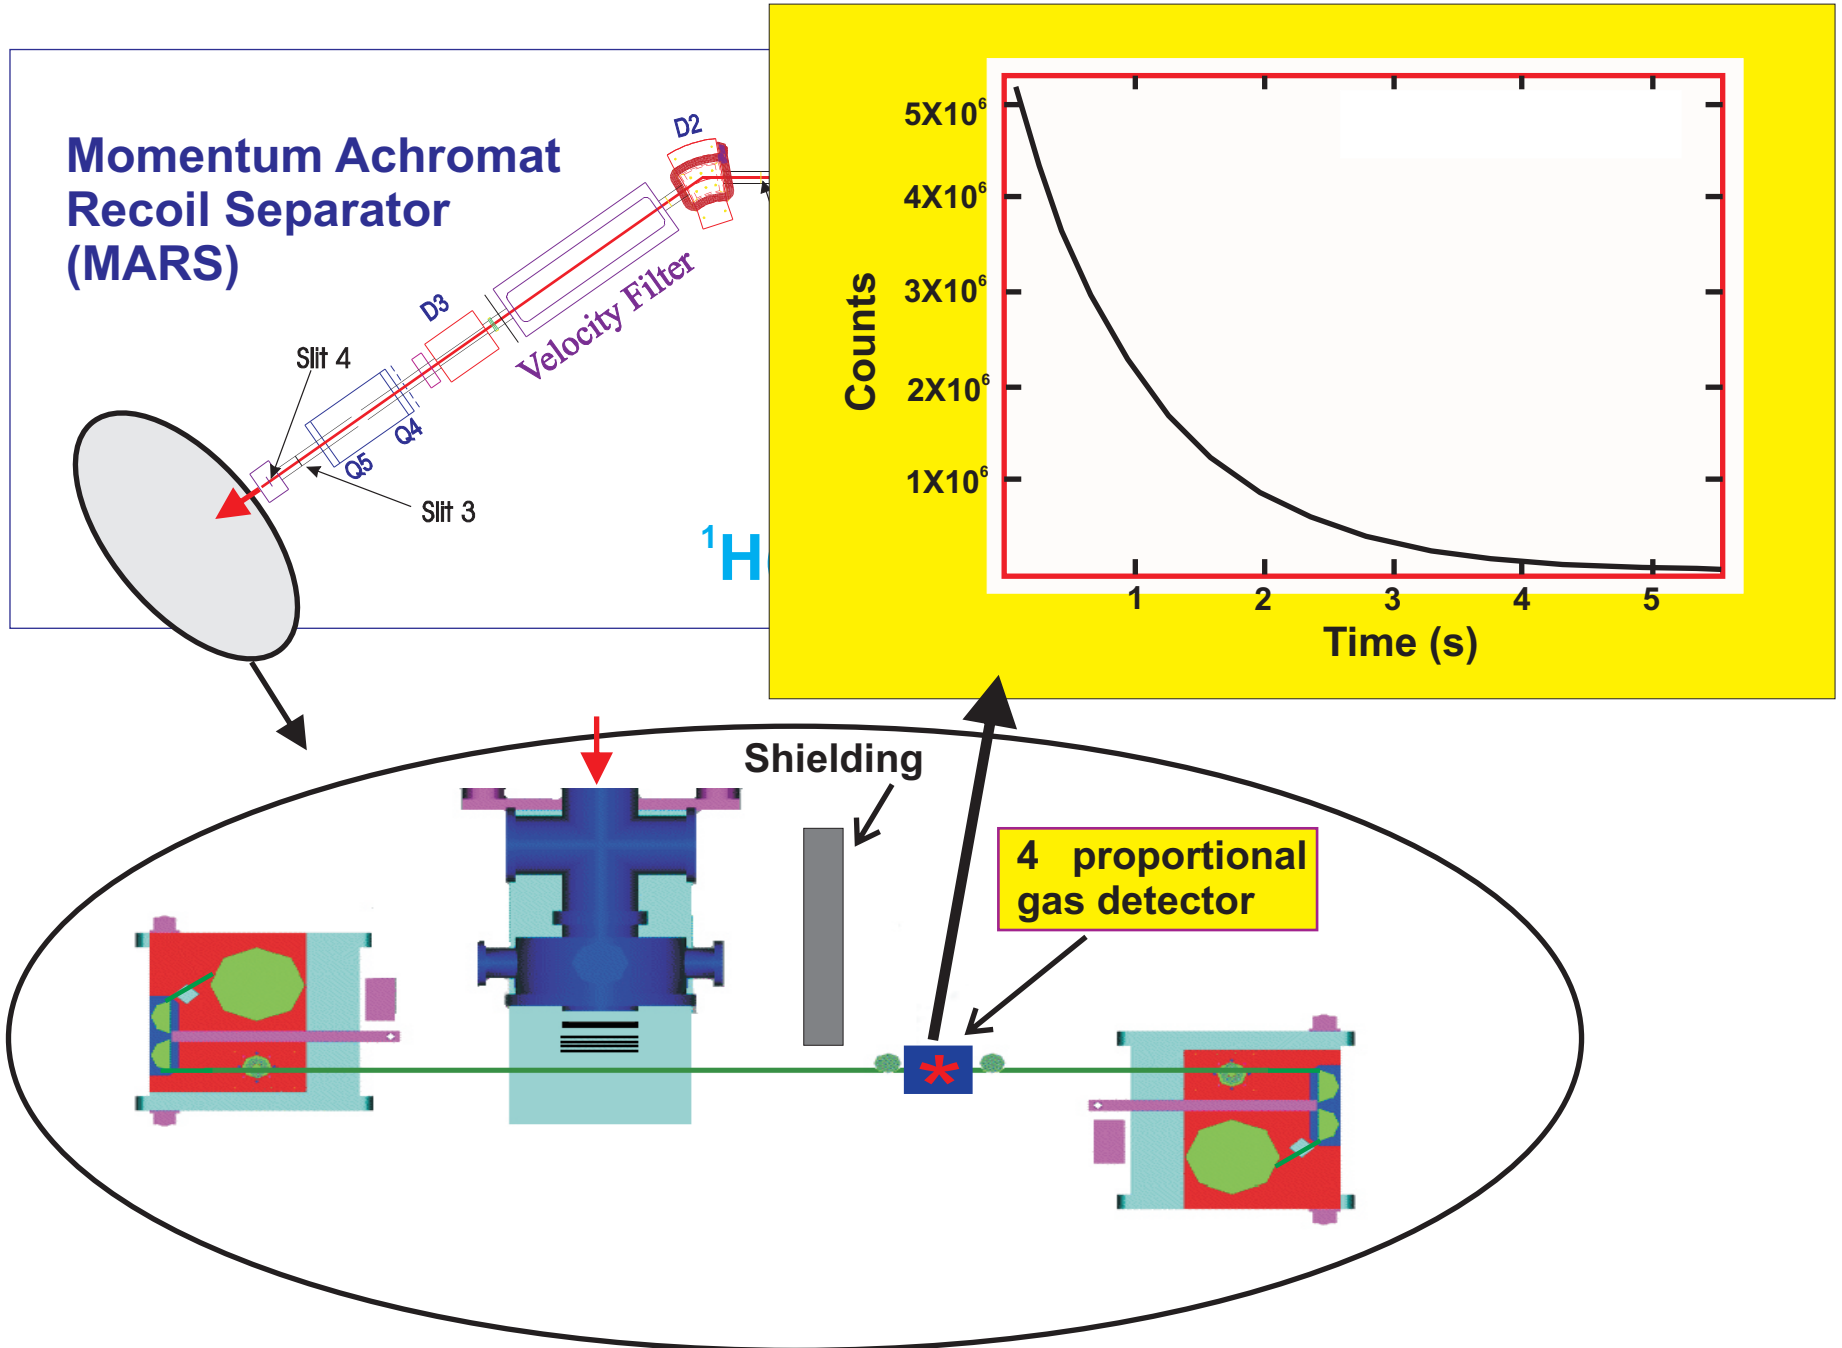 Momentum Achromat
Recoil Separator
(MARS)
D2
Velocity Filter
D3
Slit 4
Q4
Q5
Slit 3
¹H(
5X10⁶
4X10⁶
3X10⁶
2X10⁶
1X10⁶
Counts
1 2 3 4 5
Time (s)
Shielding
4 proportional
gas detector
*